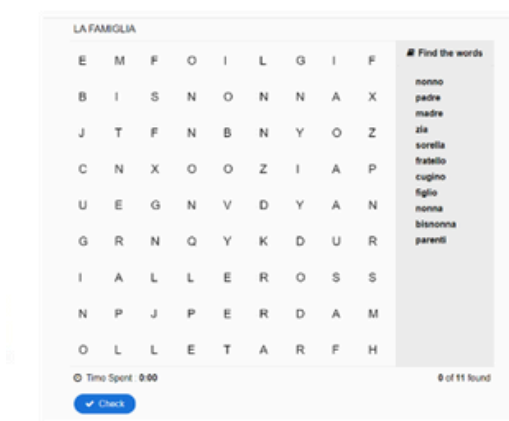 LA FAMIGLIA
E M F O I L G I F
B I S N O N N A X
J T F N B N Y O Z
C N X O O Z I A P
U E G N V D Y A N
G R N Q Y K D U R
I A L L E R O S S
N P J P E R D A M
O L L E T A R F H
Find the words
nonno
padre
madre
zia
sorella
fratello
cugino
figlio
nonna
bisnonna
parenti
Time Spent : 0:00
0 of 11 found
Check